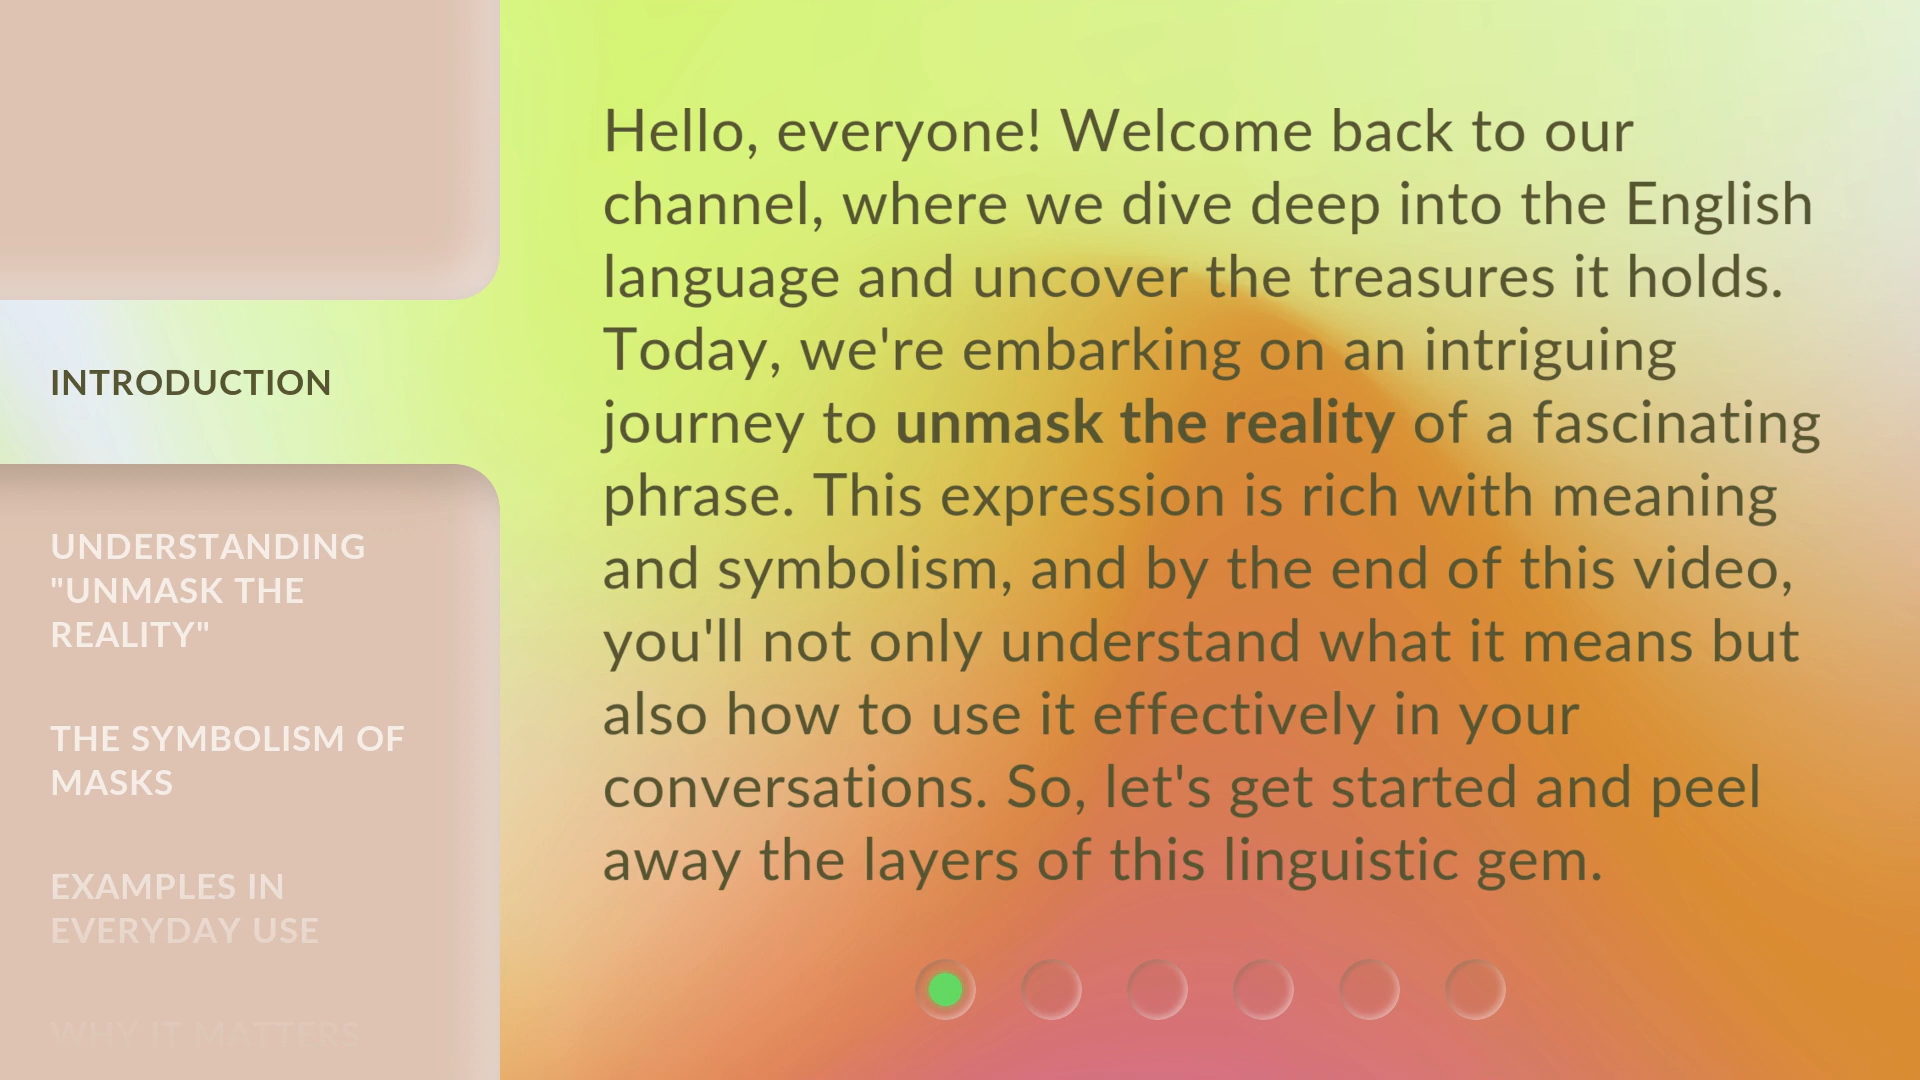 INTRODUCTION
UNDERSTANDING
"UNMASK THE
REALITY"
THE SYMBOLISM OF
MASKS
EXAMPLES IN
EVERYDAY USE
WHY IT MATTERS
Hello, everyone! Welcome back to our
channel, where we dive deep into the English
language and uncover the treasures it holds.
Today, we're embarking on an intriguing
journey to unmask the reality of a fascinating
phrase. This expression is rich with meaning
and symbolism, and by the end of this video,
you'll not only understand what it means but
also how to use it effectively in your
conversations. So, let's get started and peel
away the layers of this linguistic gem.